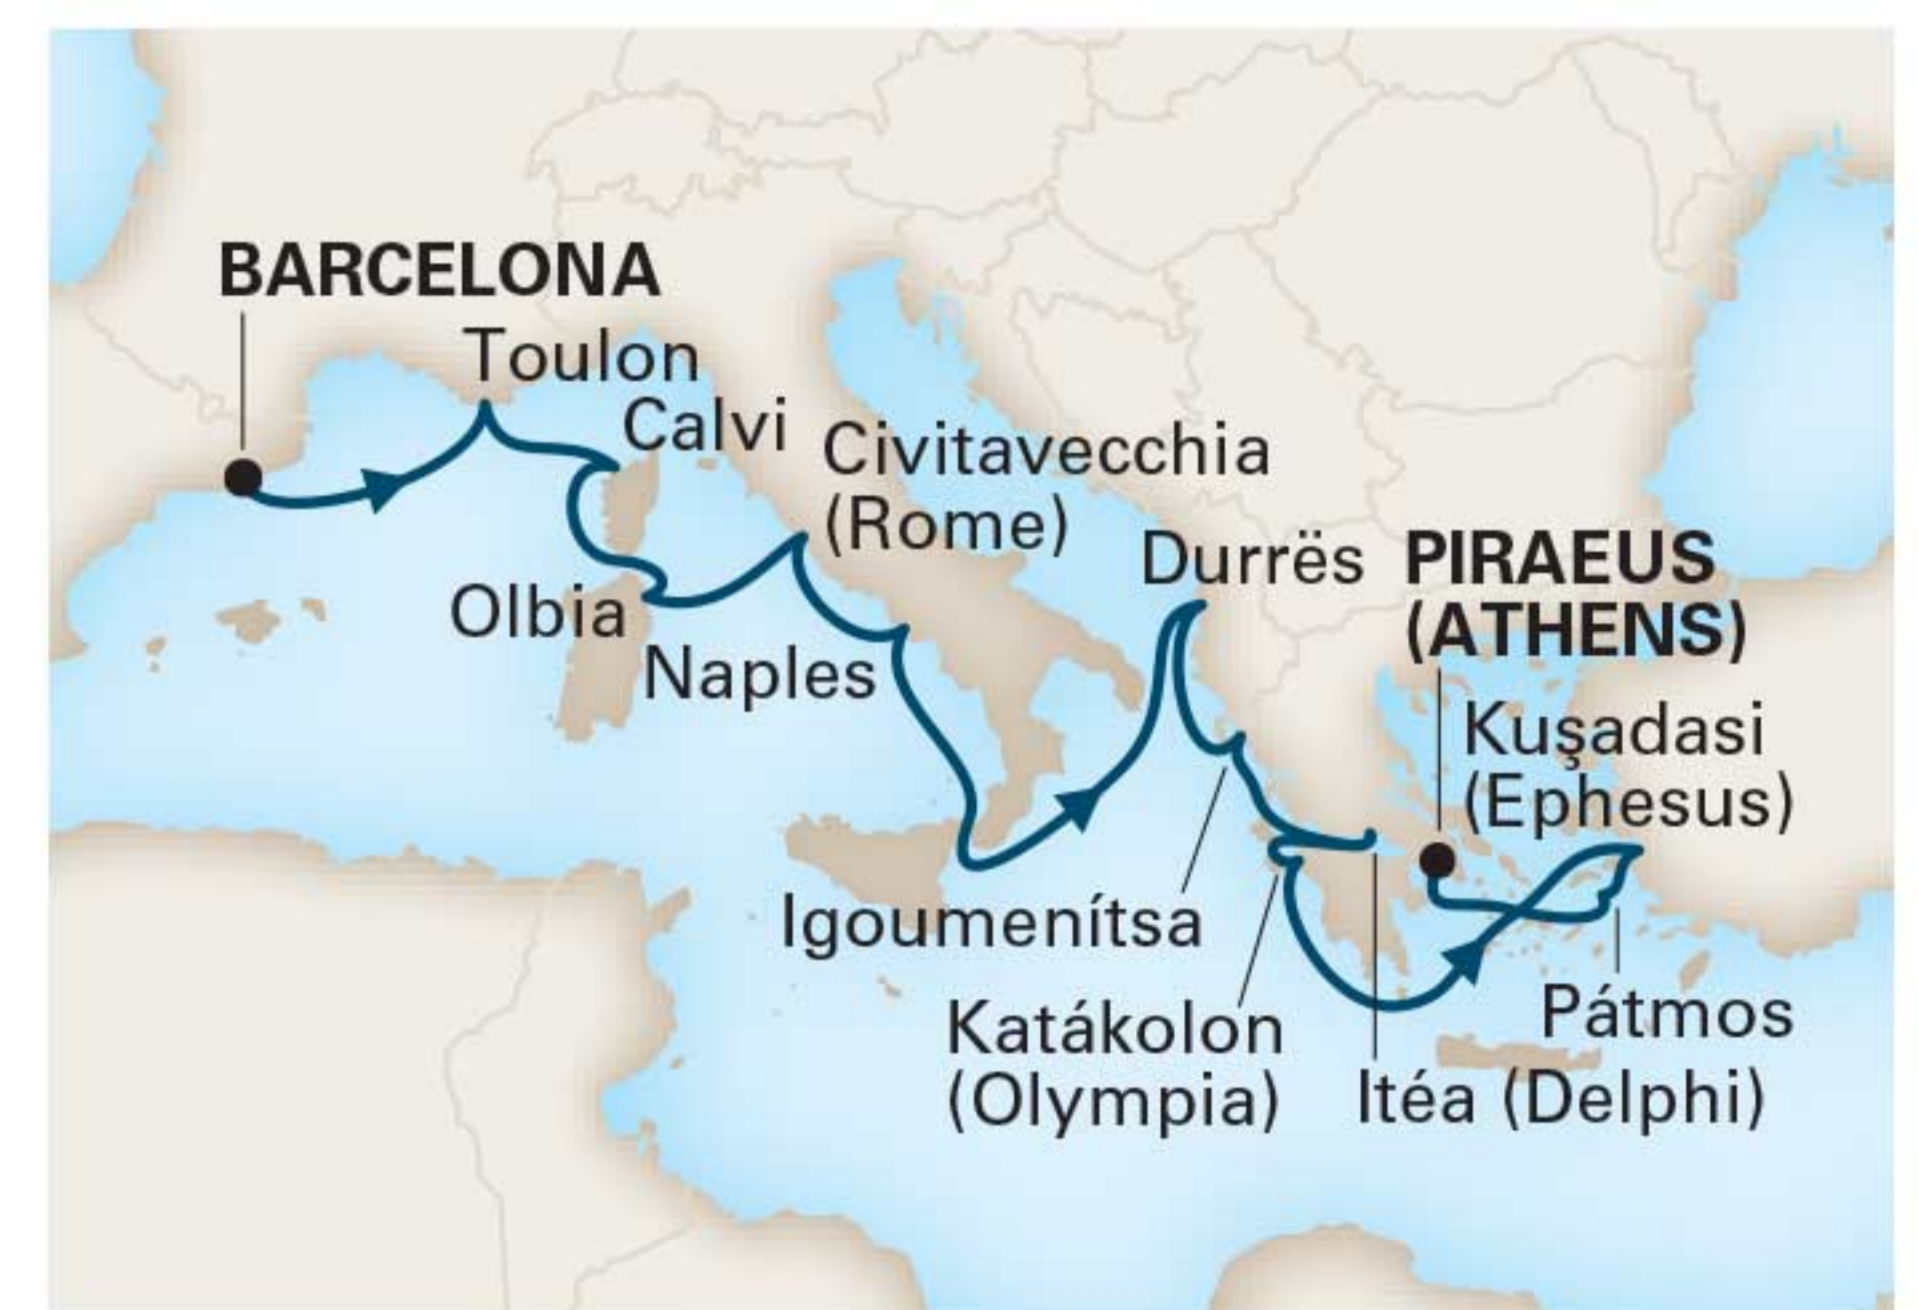 BARCELONA
Toulon
Calvi
Civitavecchia
(Rome)
Durrës
PIRAEUS
(ATHENS)
Olbia
Naples
Kuşadasi
(Ephesus)
Igoumenítsa
Katákolon
(Olympia)
Pátmos
Itéa (Delphi)